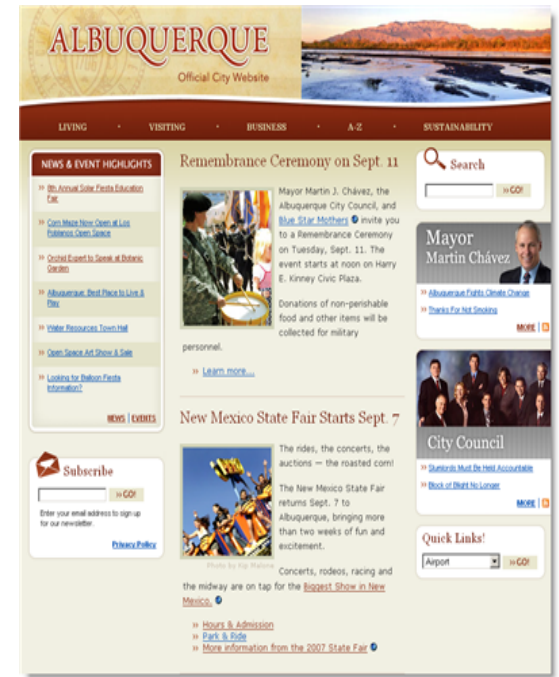 ALBUQUERQUE
Official City Website
LIVING • VISITING • BUSINESS • A-Z • SUSTAINABILITY
NEWS & EVENT HIGHLIGHTS
» 8th Annual Solar Fiesta Education
Fair
» Corn Maze Now Open at Los
Poblanos Open Space
» Orchid Expert to Speak at Botanic
Garden
» Albuquerque: Best Place to Live &
Play
» Water Resources Town Hall
» Open Space Art Show & Sale
» Looking for Balloon Fiesta
Information?
NEWS | EVENTS
Subscribe
» GO!
Enter your email address to sign up
for our newsletter.
Privacy Policy
Remembrance Ceremony on Sept. 11
Mayor Martin J. Chávez, the
Albuquerque City Council, and
Blue Star Mothers invite you
to a Remembrance Ceremony
on Tuesday, Sept. 11. The
event starts at noon on Harry
E. Kinney Civic Plaza.
Donations of non-perishable
food and other items will be
collected for military
personnel.
» Learn more...
New Mexico State Fair Starts Sept. 7
The rides, the concerts, the
auctions — the roasted corn!
The New Mexico State Fair
returns Sept. 7 to
Albuquerque, bringing more
than two weeks of fun and
excitement.
Photo by Kip Malone
Concerts, rodeos, racing and
the midway are on tap for the Biggest Show in New
Mexico.
» Hours & Admission
» Park & Ride
» More information from the 2007 State Fair
Search
» GO!
Mayor
Martin Chávez
» Albuquerque Fights Climate Change
» Thanks For Not Smoking
MORE |
City Council
» Slumlords Must Be Held Accountable
» Block of Blight No Longer
MORE |
Quick Links!
Airport
» GO!